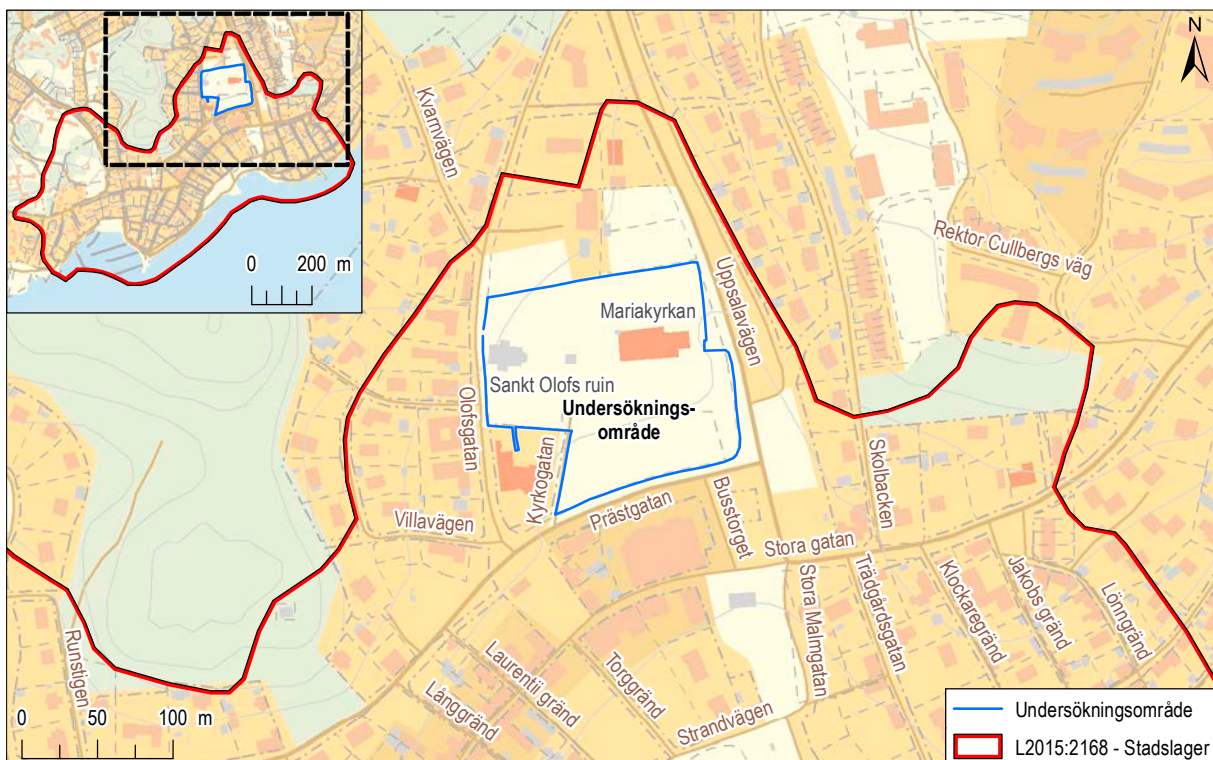 0 200 m
N
Kvarnvägen
Uppsalavägen
Rektor Cullbergs väg
Mariakyrkan
Sankt Olofs ruin
Undersöknings-
område
Olofsgatan
Kyrkogatan
Prästgatan
Villavägen
Busstorget
Stora gatan
Skolbacken
Stora Malmgatan
Trädgårdsgatan
Klockaregränd
Jakobs gränd
Lönngränd
Runstigen
Laurentii gränd
Långgränd
Torggränd
Strandvägen
0 50 100 m
Undersökningsområde
L2015:2168 - Stadslager